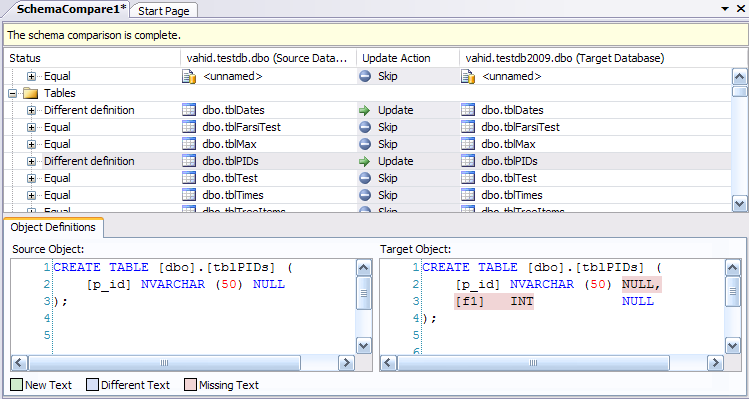 SchemaCompare1* Start Page
The schema comparison is complete.
Status vahid.testdb.dbo (Source Data... Update Action vahid.testdb2009.dbo (Target Database)
Equal <unnamed> Skip <unnamed>
Tables
Different definition dbo.tblDates Update dbo.tblDates
Equal dbo.tblFarsiTest Skip dbo.tblFarsiTest
Equal dbo.tblMax Skip dbo.tblMax
Different definition dbo.tblPIDs Update dbo.tblPIDs
Equal dbo.tblTest Skip dbo.tblTest
Equal dbo.tblTimes Skip dbo.tblTimes
Equal dbo.tblTreeItems Skip dbo.tblTreeItems
Object Definitions
Source Object:
1 CREATE TABLE [dbo].[tblPIDs] (
2 [p_id] NVARCHAR (50) NULL
3 );
4
5
Target Object:
1 CREATE TABLE [dbo].[tblPIDs] (
2 [p_id] NVARCHAR (50) NULL,
3 [f1] INT NULL
4 );
5
6
New Text Different Text Missing Text